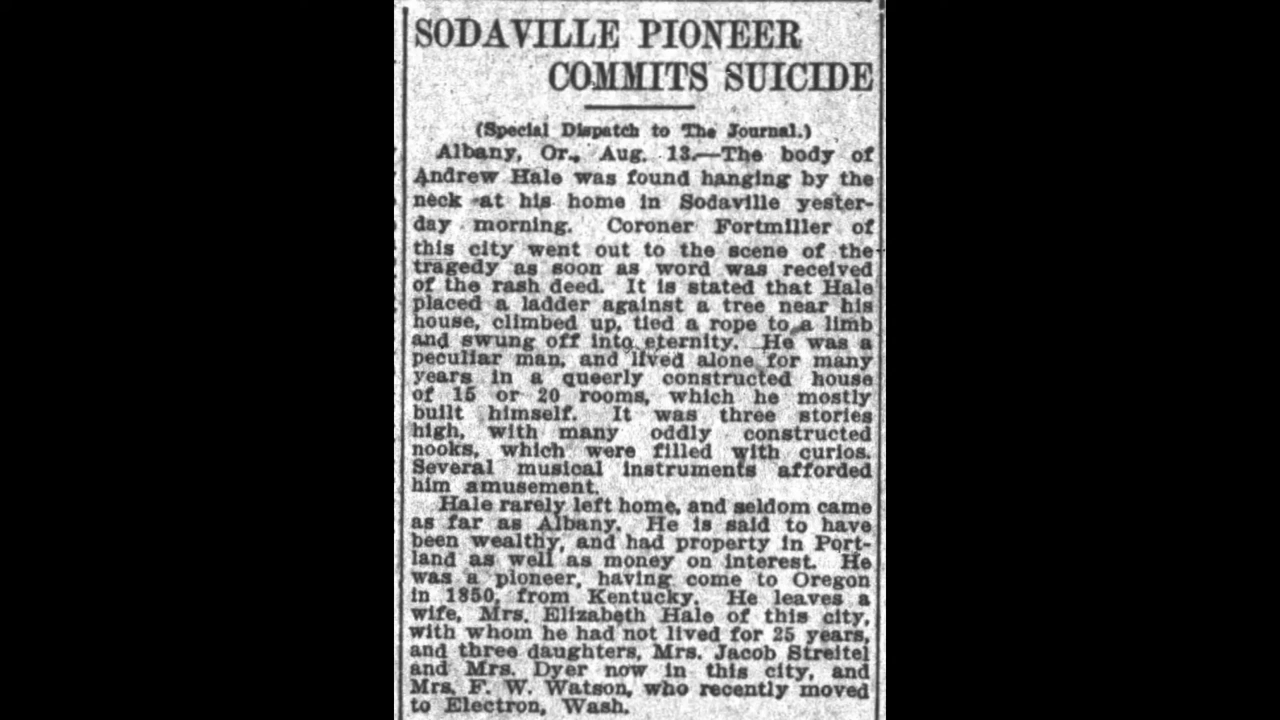 SODAVILLE PIONEER
COMMITS SUICIDE
(Special Dispatch to The Journal.)
Albany, Or., Aug. 13.—The body of
Andrew Hale was found hanging by the
neck at his home in Sodaville yester-
day morning. Coroner Fortmiller of
this city went out to the scene of the
tragedy as soon as word was received
of the rash deed. It is stated that Hale
placed a ladder against a tree near his
house, climbed up, tied a rope to a limb
and swung off into eternity. He was a
peculiar man, and lived alone for many
years in a queerly constructed house
of 15 or 20 rooms, which he mostly
built himself. It was three stories
high, with many oddly constructed
nooks, which were filled with curios.
Several musical instruments afforded
him amusement.
Hale rarely left home, and seldom came
as far as Albany. He is said to have
been wealthy, and had property in Port-
land as well as money on interest. He
was a pioneer, having come to Oregon
in 1850, from Kentucky. He leaves a
wife, Mrs. Elizabeth Hale of this city,
with whom he had not lived for 25 years,
and three daughters, Mrs. Jacob Streitel
and Mrs. Dyer now in this city, and
Mrs. F. W. Watson, who recently moved
to Electron, Wash.